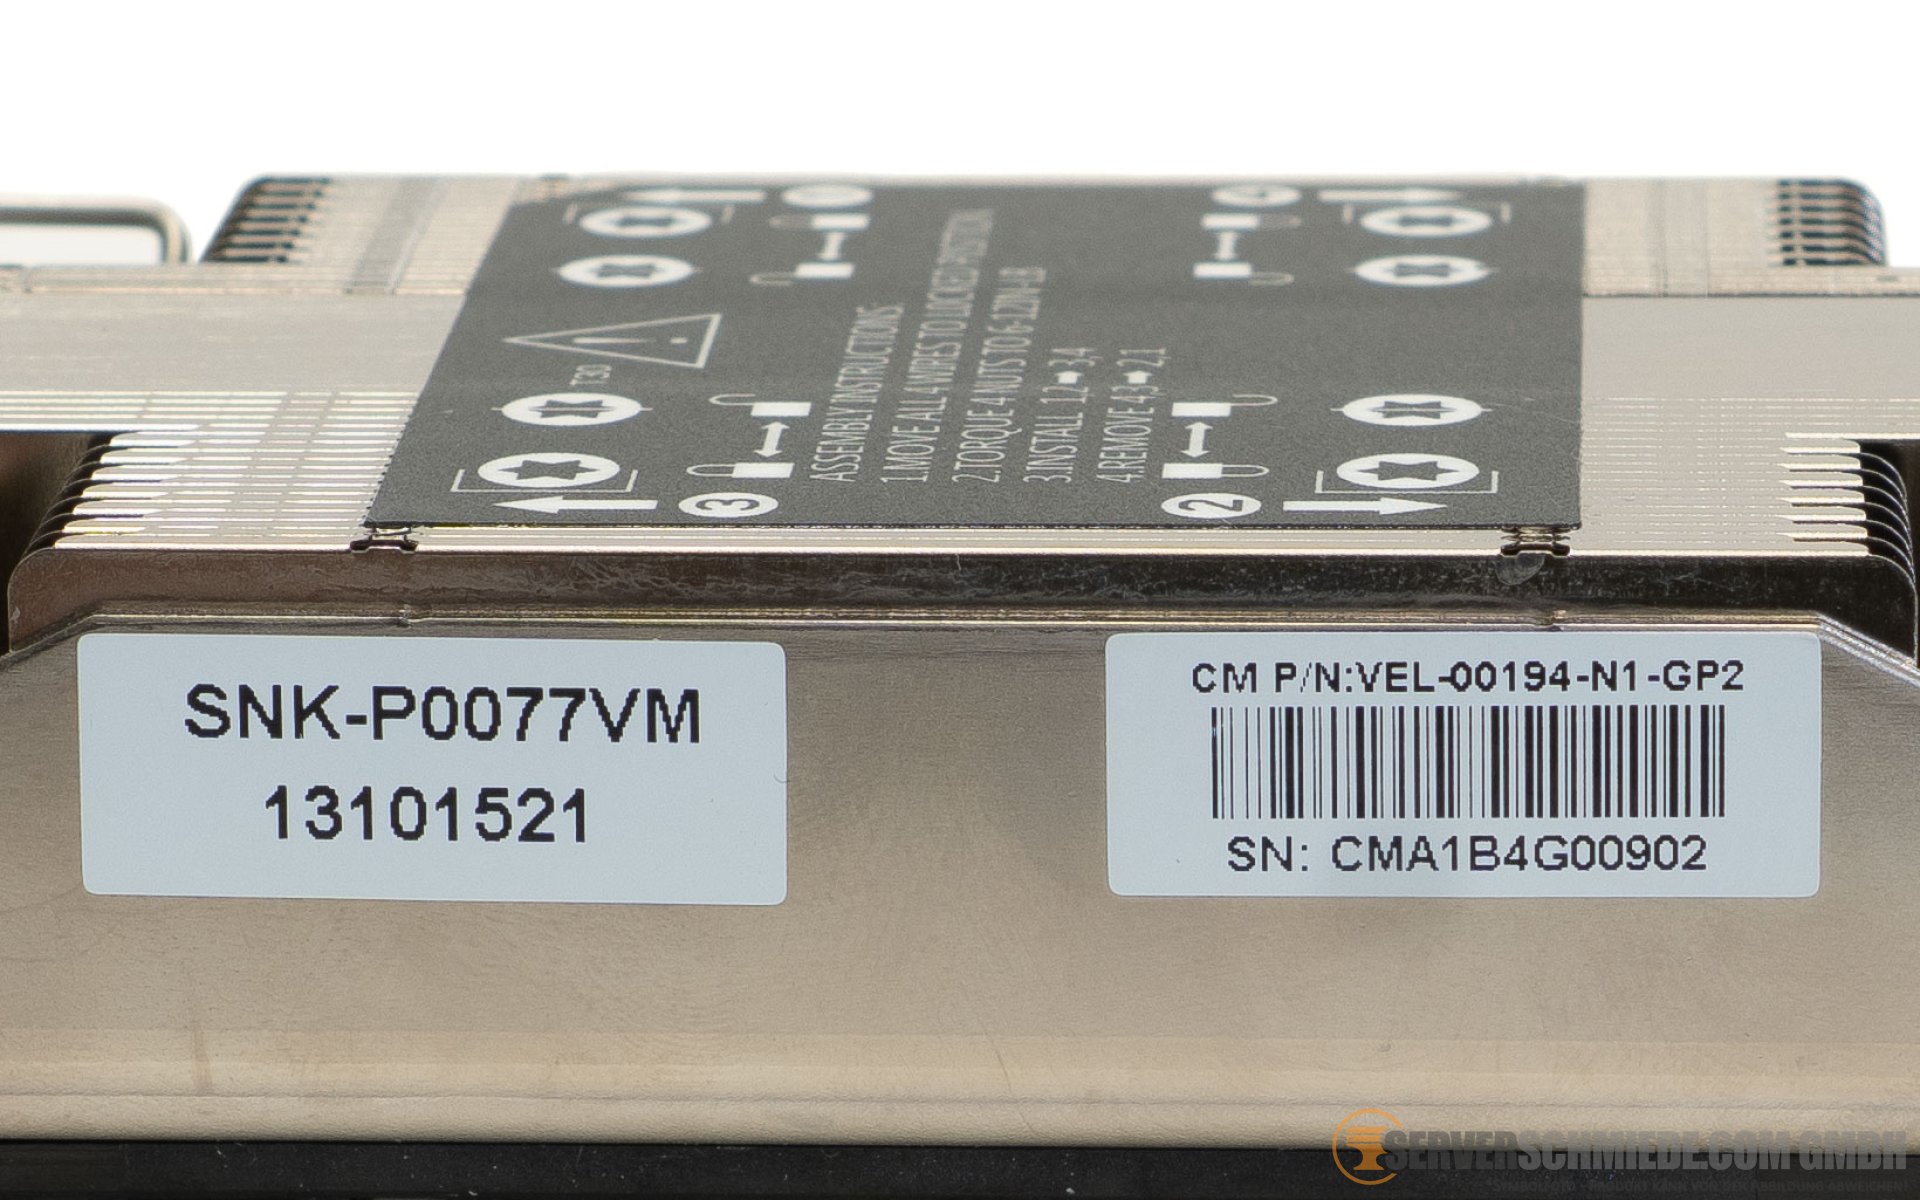 T30
ASSEMBLY INSTRUCTIONS:
1.MOVE ALL 4 WIRES TO LOCKED POSITION
2.TORQUE 4 NUTS TO (6-12)IN-LB
3.INSTALL 1,2➡3,4
4.REMOVE 4,3➡2,1
3
2
SNK-P0077VM
13101521
CM P/N:VEL-00194-N1-GP2
SN: CMA1B4G00902
SERVERSCHMIEDE.COM GMBH